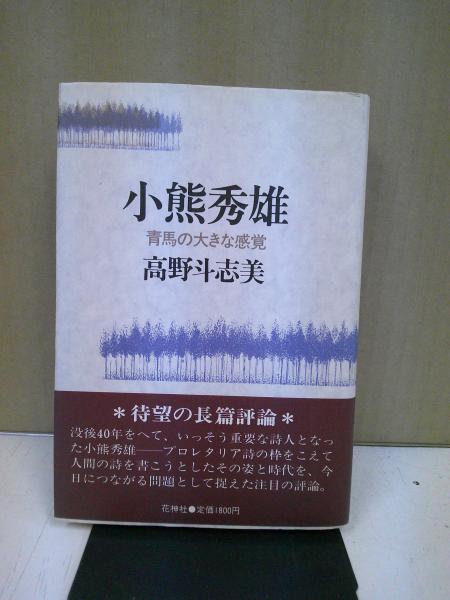 小熊秀雄
青馬の大きな感覚
高野斗志美
＊待望の長篇評論＊
没後40年をへて、いっそう重要な詩人となっ
た小熊秀雄――プロレタリア詩の枠をこえて
人間の詩を書こうとしたその姿と時代を、今
日につながる問題として捉えた注目の評論。
花神社●定価1800円